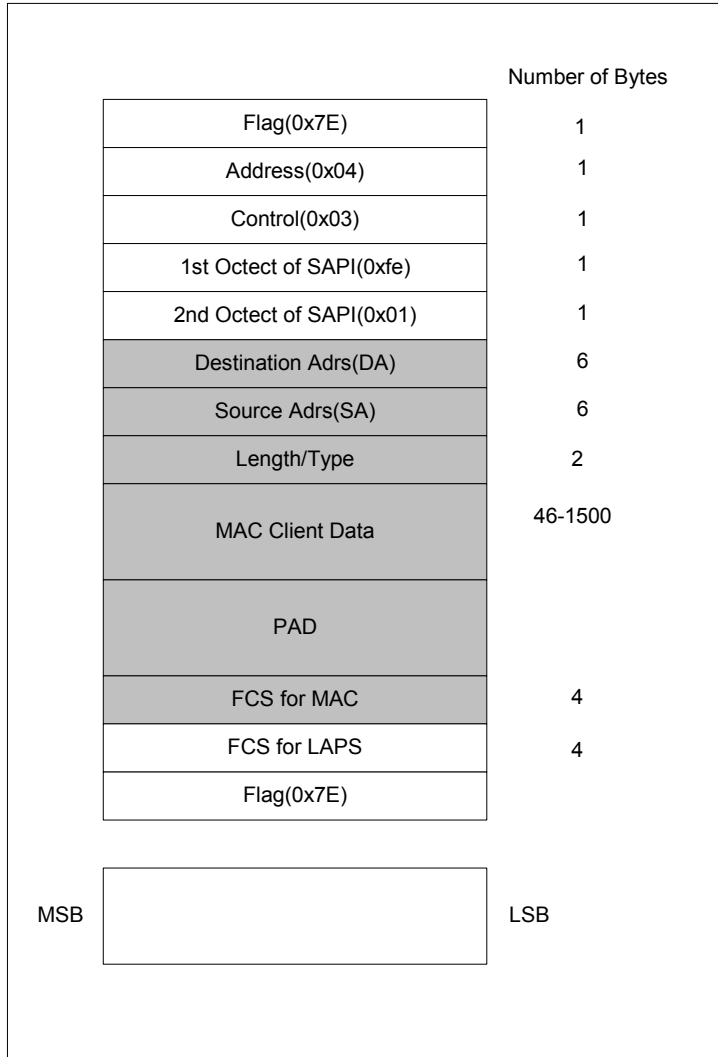 Number of Bytes
Flag(0x7E) 1
Address(0x04) 1
Control(0x03) 1
1st Octect of SAPI(0xfe) 1
2nd Octect of SAPI(0x01) 1
Destination Adrs(DA) 6
Source Adrs(SA) 6
Length/Type 2
MAC Client Data 46-1500
PAD
FCS for MAC 4
FCS for LAPS 4
Flag(0x7E)
MSB LSB